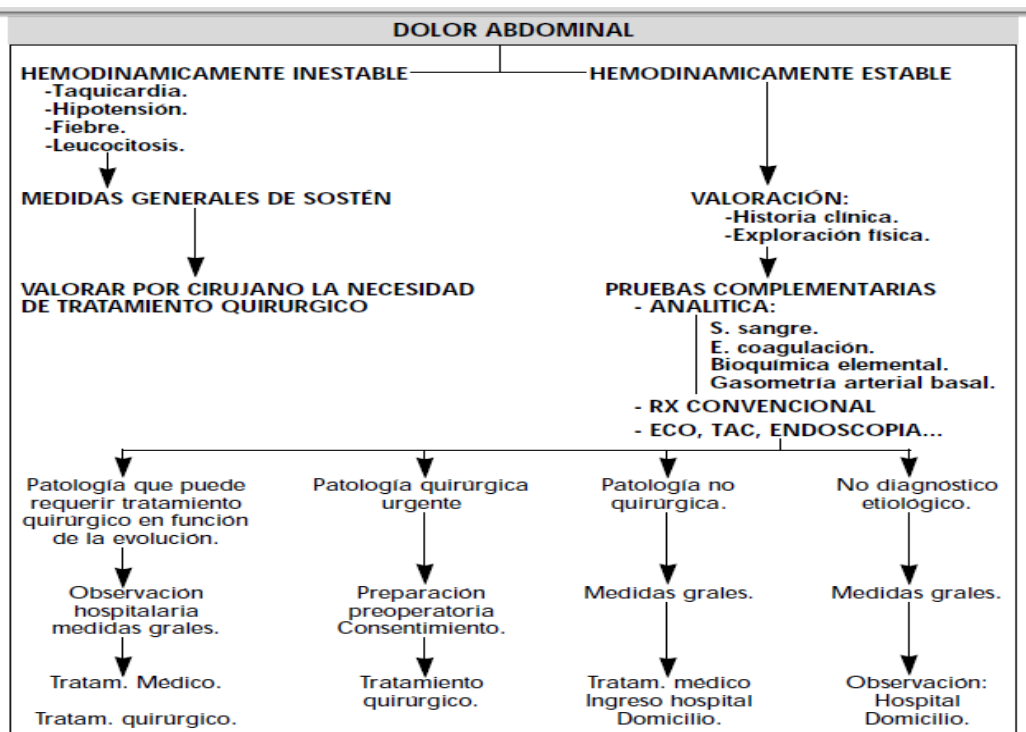 DOLOR ABDOMINAL
HEMODINAMICAMENTE INESTABLE
-Taquicardia.
-Hipotensión.
-Fiebre.
-Leucocitosis.
MEDIDAS GENERALES DE SOSTÉN
VALORAR POR CIRUJANO LA NECESIDAD
DE TRATAMIENTO QUIRURGICO
HEMODINAMICAMENTE ESTABLE
VALORACIÓN:
-Historia clínica.
-Exploración física.
PRUEBAS COMPLEMENTARIAS
- ANALITICA:
S. sangre.
E. coagulación.
Bioquímica elemental.
Gasometría arterial basal.
- RX CONVENCIONAL
- ECO, TAC, ENDOSCOPIA...
Patología que puede
requerir tratamiento
quirúrgico en función
de la evolución.
Observación
hospitalaria
medidas grales.
Tratam. Médico.
Tratam. quirúrgico.
Patología quirúrgica
urgente
Preparación
preoperatoria
Consentimiento.
Tratamiento
quirúrgico.
Patología no
quirúrgica.
Medidas grales.
Tratam. médico
Ingreso hospital
Domicilio.
No diagnóstico
etiológico.
Medidas grales.
Observación:
Hospital
Domicilio.